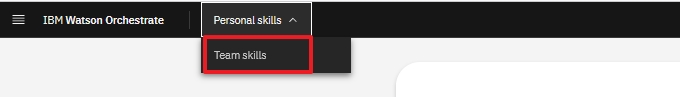 IBM Watson Orchestrate
Personal skills
Team skills